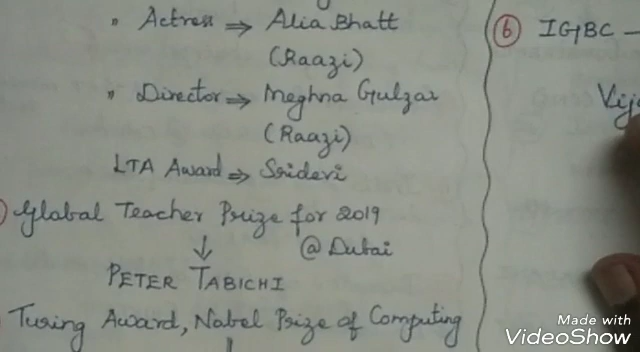 " Actress ⇒ Alia Bhatt
(Raazi)
" Director ⇒ Meghna Gulzar
(Raazi)
LTA Award ⇒ Sridevi
Global Teacher Prize for 2019
↓ @ Dubai
PETER TABICHI
Turing Award, Nobel Prize of Computing
6 IGBC –
Made with
VideoShow